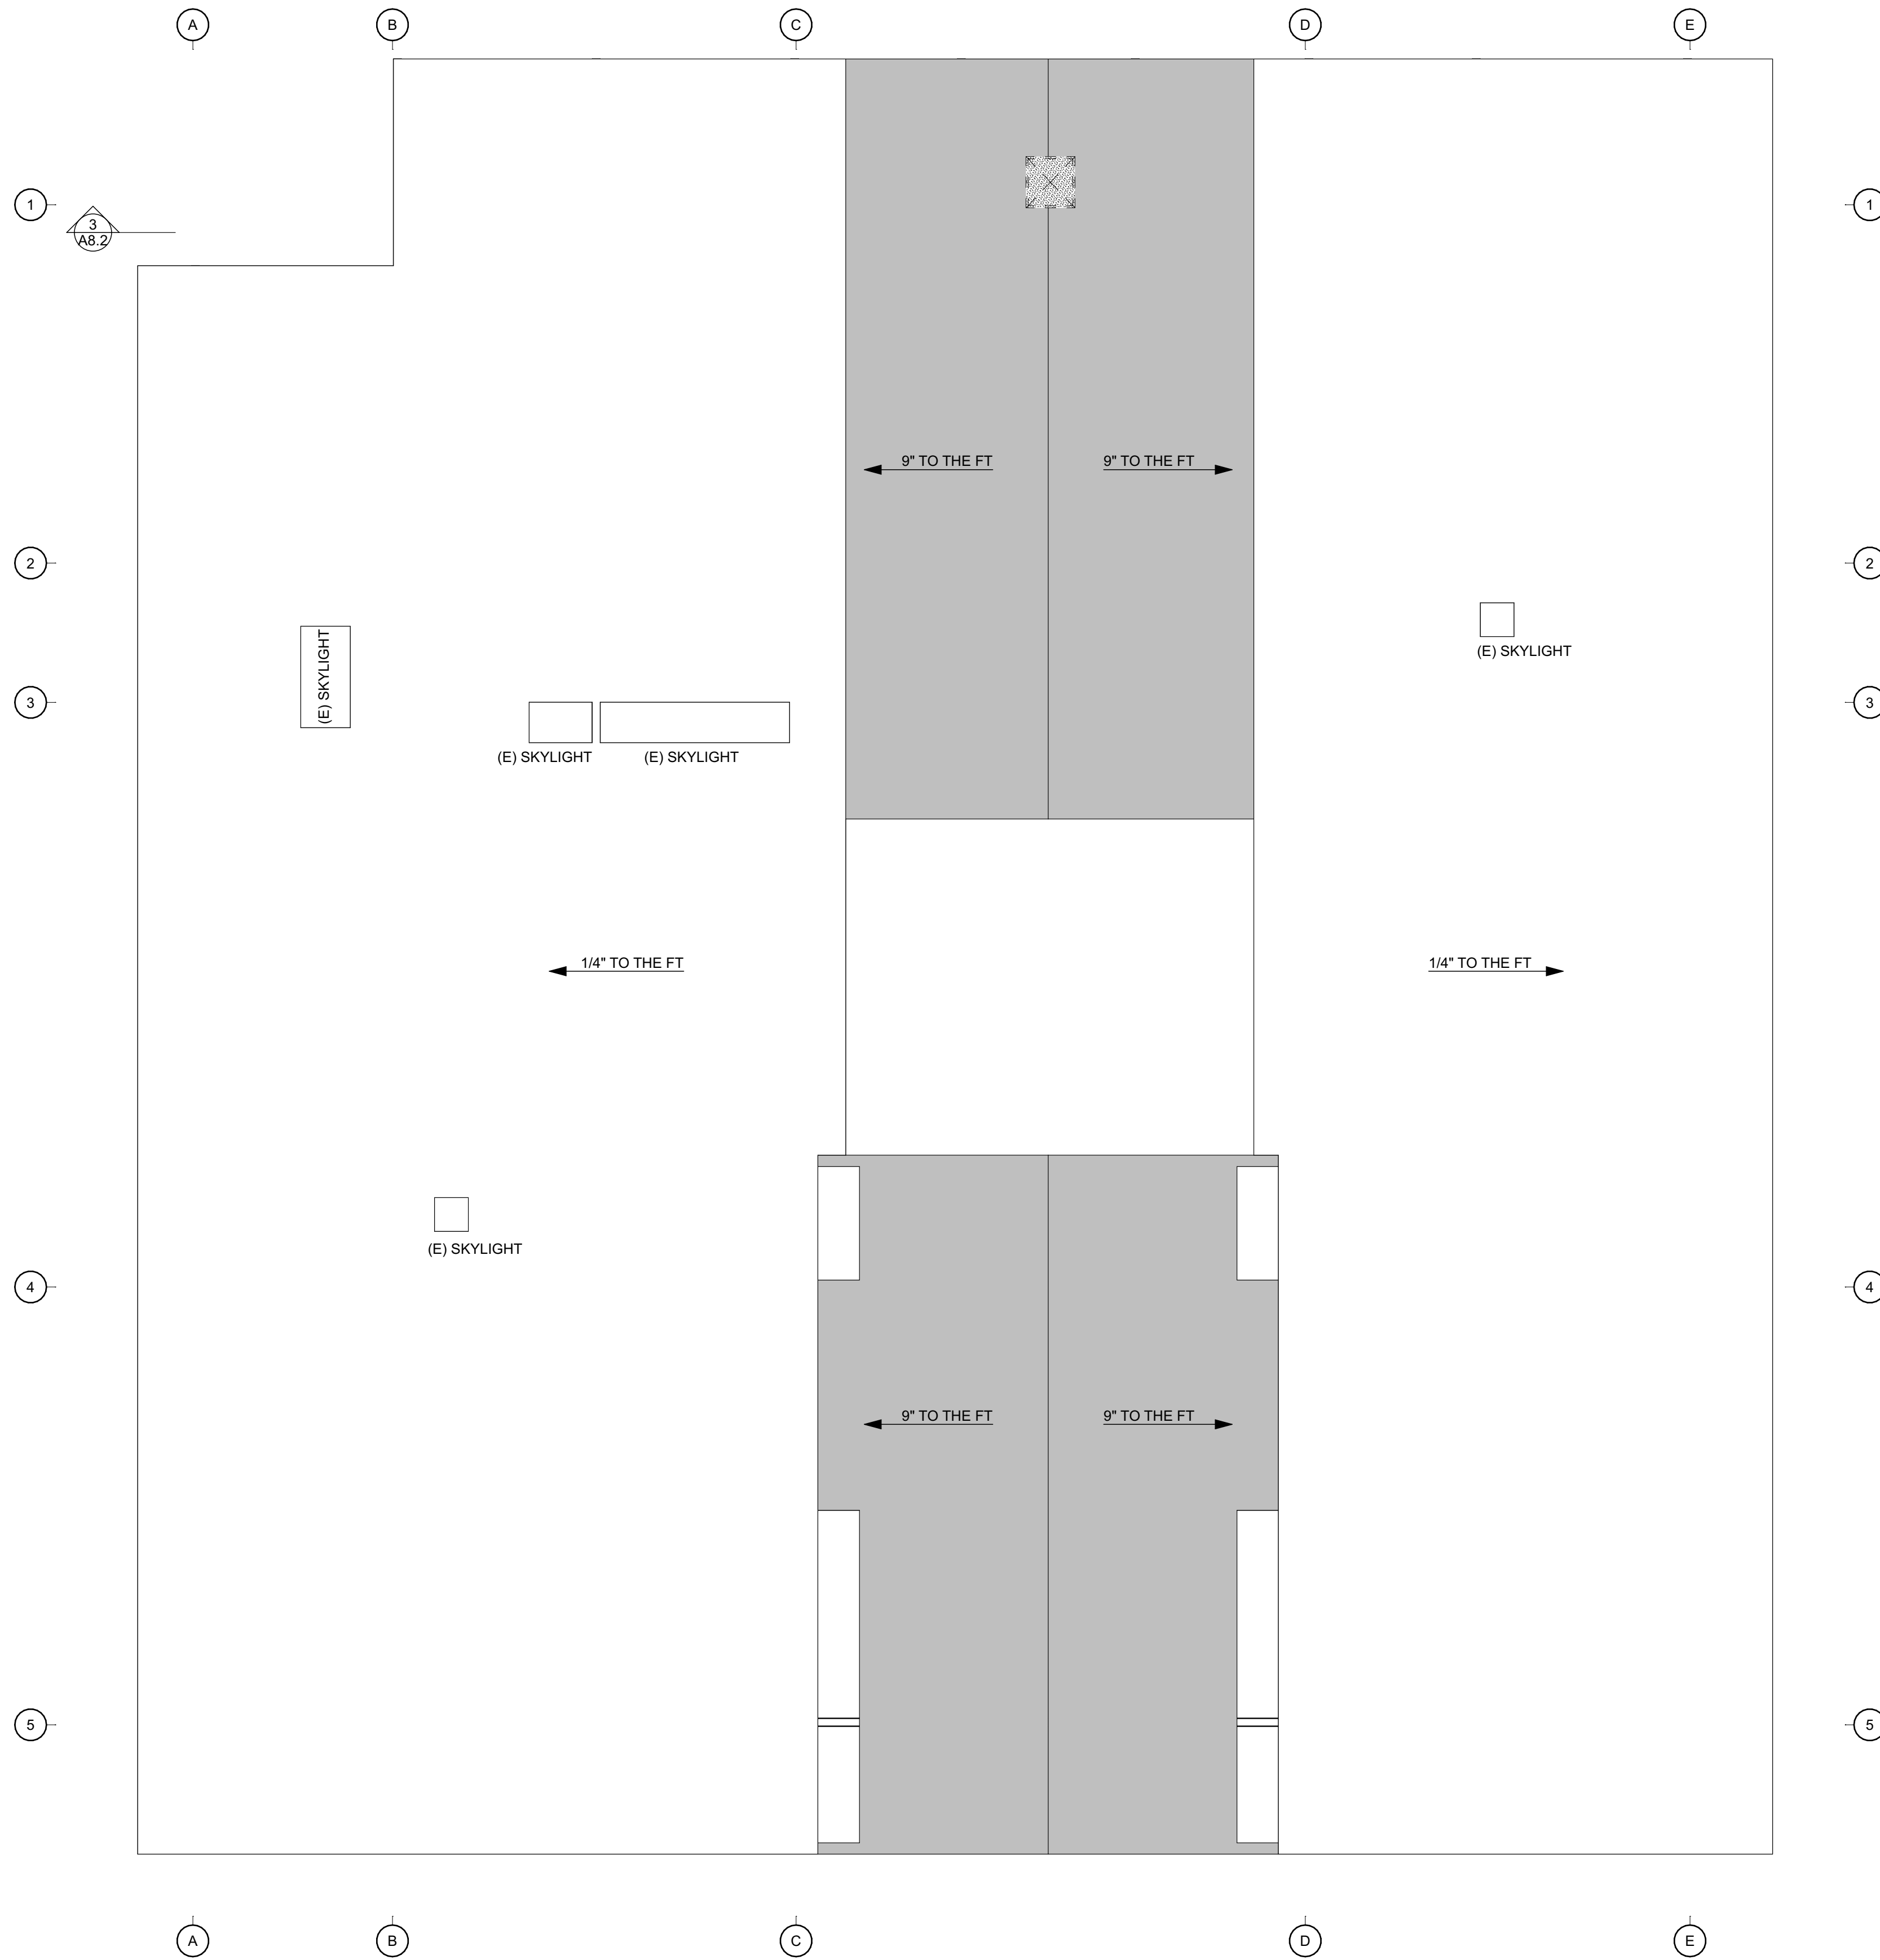 A
B
C
D
E
1
1
3
A8.2
9" TO THE FT
9" TO THE FT
2
2
(E) SKYLIGHT
(E) SKYLIGHT
3
3
(E) SKYLIGHT
(E) SKYLIGHT
1/4" TO THE FT
1/4" TO THE FT
(E) SKYLIGHT
4
4
9" TO THE FT
9" TO THE FT
5
5
A
B
C
D
E